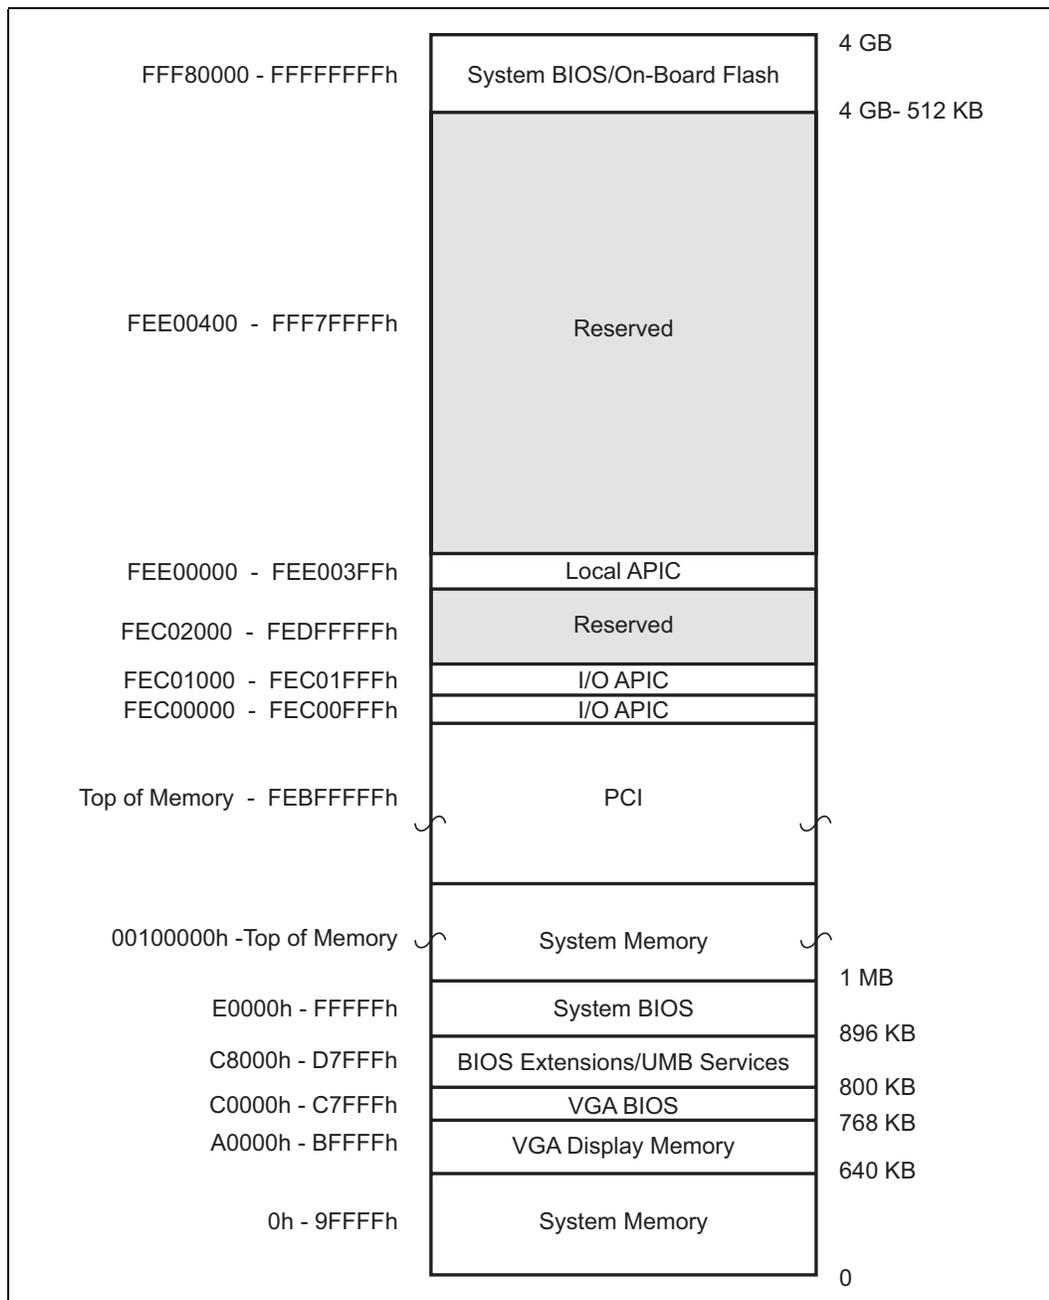 4 GB
FFF80000 - FFFFFFFFh
System BIOS/On-Board Flash
4 GB- 512 KB
FEE00400 - FFF7FFFFh
Reserved
FEE00000 - FEE003FFh
Local APIC
FEC02000 - FEDFFFFFh
Reserved
FEC01000 - FEC01FFFh
I/O APIC
FEC00000 - FEC00FFFh
I/O APIC
Top of Memory - FEBFFFFFh
PCI
00100000h -Top of Memory
System Memory
1 MB
E0000h - FFFFFh
System BIOS
896 KB
C8000h - D7FFFh
BIOS Extensions/UMB Services
800 KB
C0000h - C7FFFh
VGA BIOS
768 KB
A0000h - BFFFFh
VGA Display Memory
640 KB
0h - 9FFFFh
System Memory
0